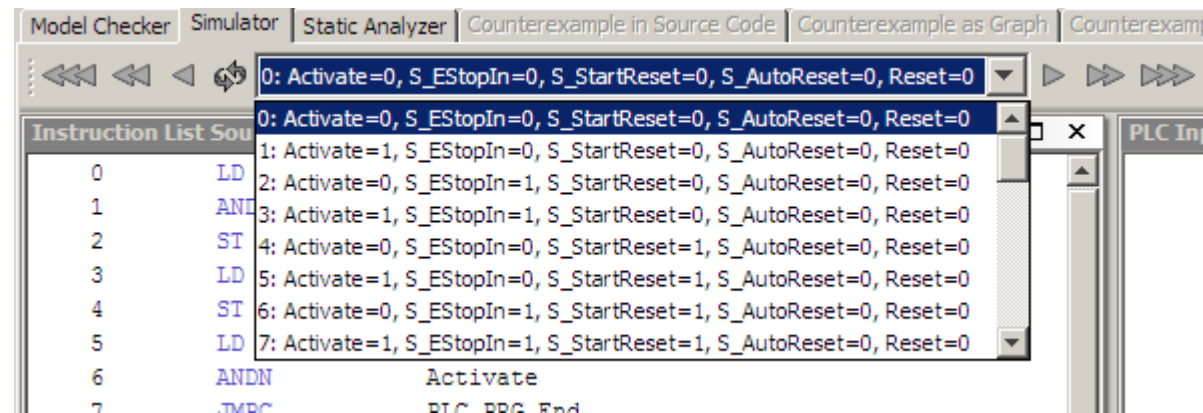 Model Checker Simulator Static Analyzer Counterexample in Source Code Counterexample as Graph
0: Activate=0, S_EStopIn=0, S_StartReset=0, S_AutoReset=0, Reset=0
0: Activate=0, S_EStopIn=0, S_StartReset=0, S_AutoReset=0, Reset=0
Instruction List
PLC
1: Activate=1, S_EStopIn=0, S_StartReset=0, S_AutoReset=0, Reset=0
0 LD
2: Activate=0, S_EStopIn=1, S_StartReset=0, S_AutoReset=0, Reset=0
1
3: Activate=1, S_EStopIn=1, S_StartReset=0, S_AutoReset=0, Reset=0
2 ST
4: Activate=0, S_EStopIn=0, S_StartReset=1, S_AutoReset=0, Reset=0
3 LD
5: Activate=1, S_EStopIn=0, S_StartReset=1, S_AutoReset=0, Reset=0
4 ST
6: Activate=0, S_EStopIn=1, S_StartReset=1, S_AutoReset=0, Reset=0
5 LD
7: Activate=1, S_EStopIn=1, S_StartReset=1, S_AutoReset=0, Reset=0
6 ANDN Activate
7 JMPC PLC_PRG_End